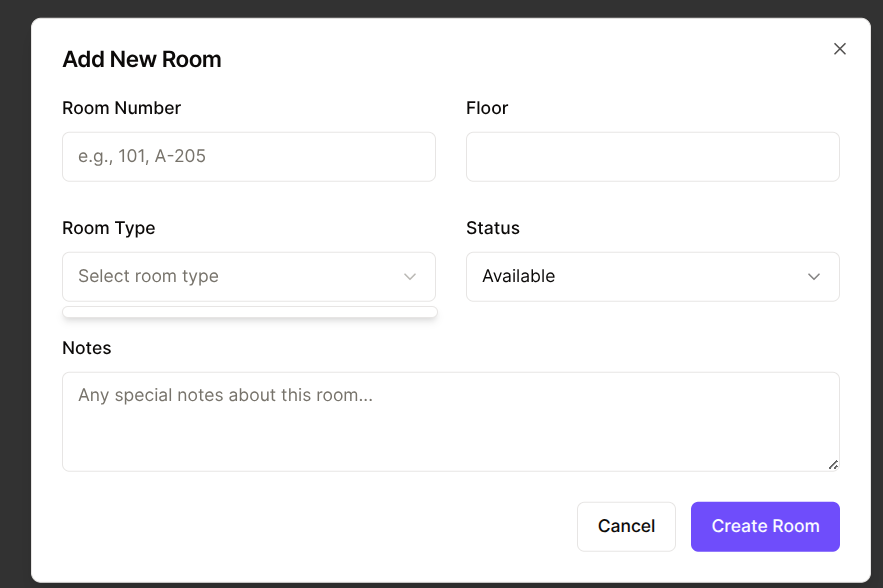 Add New Room
Room Number
Floor
e.g., 101, A-205
Room Type
Status
Select room type
Available
Notes
Any special notes about this room...
Cancel
Create Room